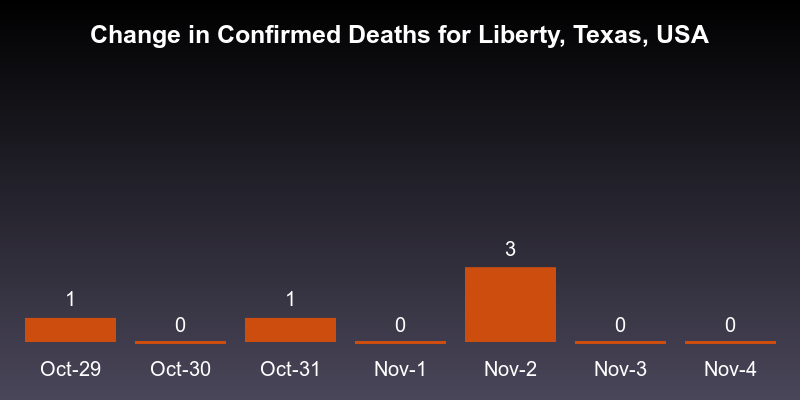 Change in Confirmed Deaths for Liberty, Texas, USA
3
1 1
0 0 0 0
Oct-29 Oct-30 Oct-31 Nov-1 Nov-2 Nov-3 Nov-4